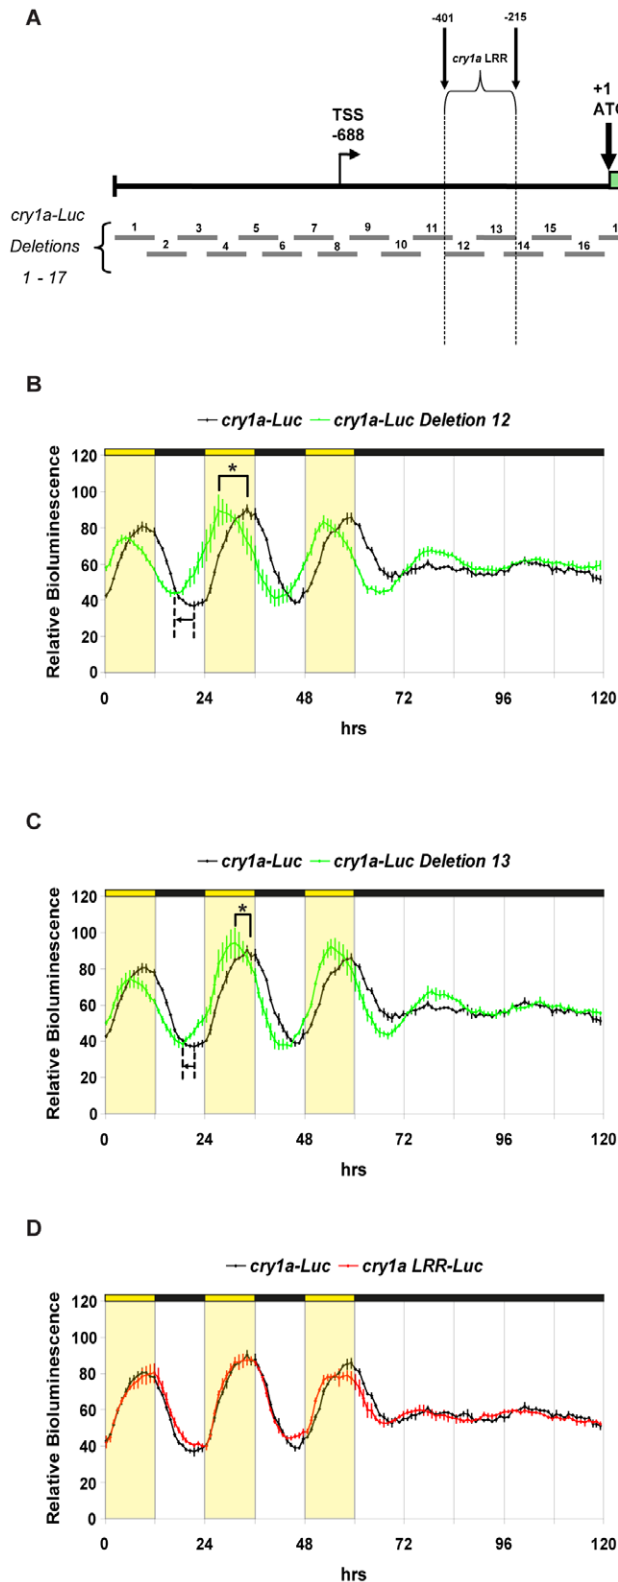 A
-401 -215
cry1a LRR
+1
TSS ATG
-688
cry1a-Luc
Deletions
1 - 17
1 3 5 7 9 11 13 15 1
2 4 6 8 10 12 14 16
B
cry1a-Luc cry1a-Luc Deletion 12
Relative Bioluminescence
120
100
80
60
40
20
0
*
0 24 48 72 96 120
hrs
C
cry1a-Luc cry1a-Luc Deletion 13
Relative Bioluminescence
120
100
80
60
40
20
0
*
0 24 48 72 96 120
hrs
D
cry1a-Luc cry1a LRR-Luc
Relative Bioluminescence
120
100
80
60
40
20
0
0 24 48 72 96 120
hrs